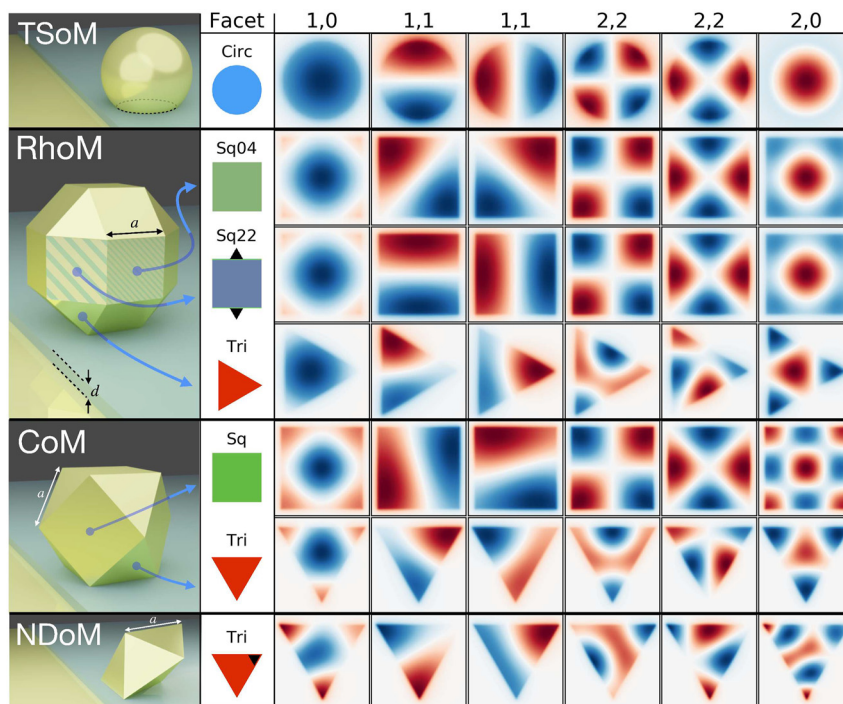 TSoM
Facet
1,0
1,1
1,1
2,2
2,2
2,0
Circ
RhoM
a
d
Sq04
Sq22
Tri
CoM
a
Sq
Tri
NDoM
a
Tri